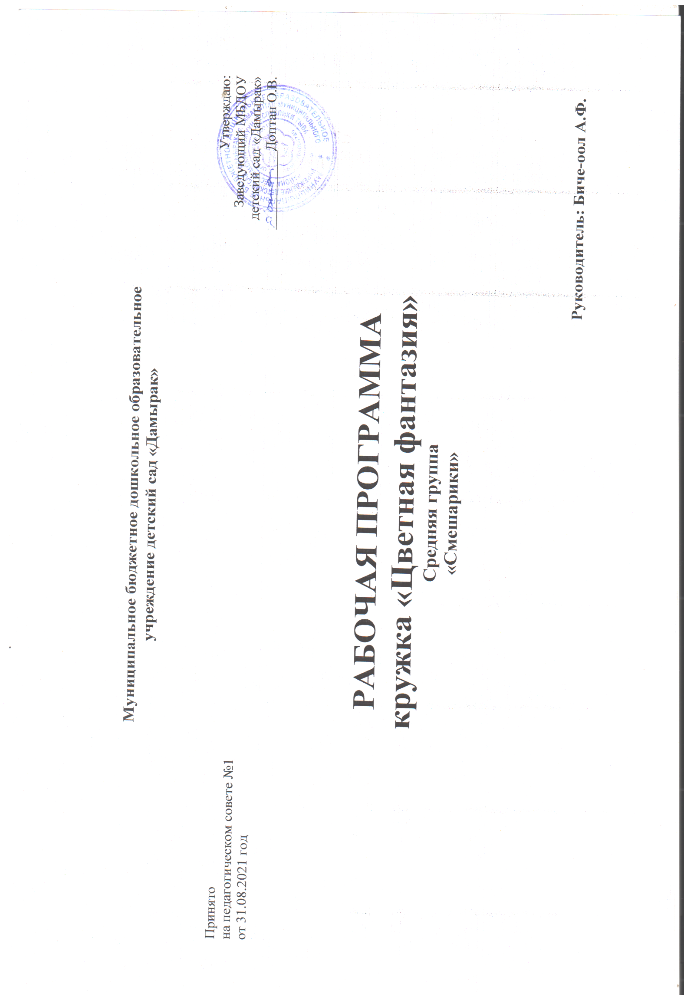 Муниципальное бюджетное дошкольное образовательное
учреждение детский сад «Дамырак»
Принято
на педагогическом совете №1
от 31.08.2021 год
Утверждаю:
Заведующий МБДОУ
детский сад «Дамырак»
Доптан О.В.
РАБОЧАЯ ПРОГРАММА
кружка «Цветная фантазия»
Средняя группа
«Смешарики»
Руководитель: Биче-оол А.Ф.